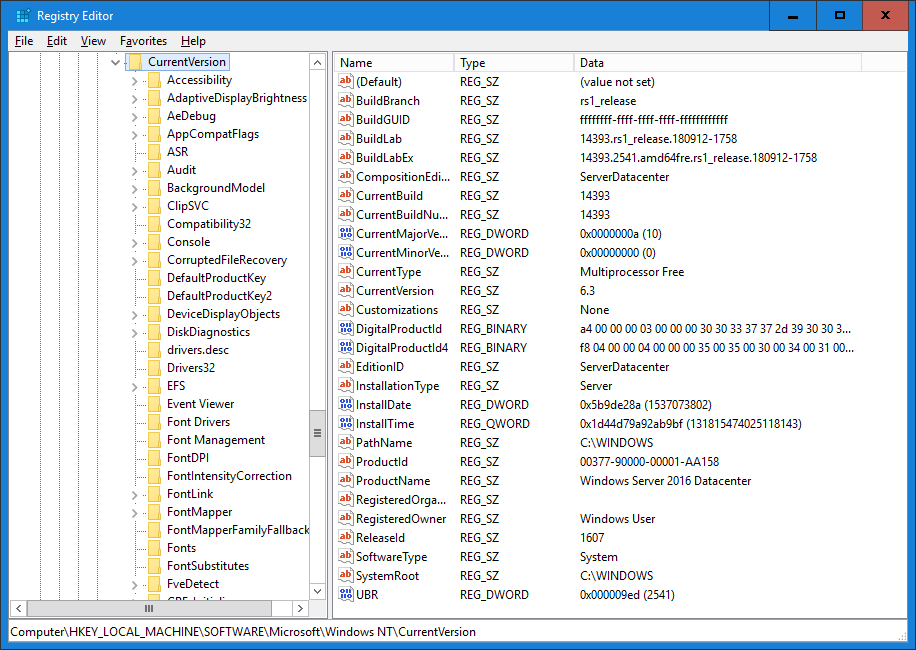 Registry Editor
File Edit View Favorites Help
CurrentVersion
Accessibility
AdaptiveDisplayBrightness
AeDebug
AppCompatFlags
ASR
Audit
BackgroundModel
ClipSVC
Compatibility32
Console
CorruptedFileRecovery
DefaultProductKey
DefaultProductKey2
DeviceDisplayObjects
DiskDiagnostics
drivers.desc
Drivers32
EFS
Event Viewer
Font Drivers
Font Management
FontDPI
FontIntensityCorrection
FontLink
FontMapper
FontMapperFamilyFallback
Fonts
FontSubstitutes
FveDetect
Name Type Data
(Default) REG_SZ (value not set)
BuildBranch REG_SZ rs1_release
BuildGUID REG_SZ ffffffff-ffff-ffff-ffff-ffffffffffff
BuildLab REG_SZ 14393.rs1_release.180912-1758
BuildLabEx REG_SZ 14393.2541.amd64fre.rs1_release.180912-1758
CompositionEdi... REG_SZ ServerDatacenter
CurrentBuild REG_SZ 14393
CurrentBuildNu... REG_SZ 14393
CurrentMajorVe... REG_DWORD 0x0000000a (10)
CurrentMinorVe... REG_DWORD 0x00000000 (0)
CurrentType REG_SZ Multiprocessor Free
CurrentVersion REG_SZ 6.3
Customizations REG_SZ None
DigitalProductId REG_BINARY a4 00 00 00 03 00 00 00 30 30 33 37 37 2d 39 30 30 3...
DigitalProductId4 REG_BINARY f8 04 00 00 04 00 00 00 35 00 35 00 30 00 34 00 31 00...
EditionID REG_SZ ServerDatacenter
InstallationType REG_SZ Server
InstallDate REG_DWORD 0x5b9de28a (1537073802)
InstallTime REG_QWORD 0x1d44d79a92ab9bf (131815474025118143)
PathName REG_SZ C:\WINDOWS
ProductId REG_SZ 00377-90000-00001-AA158
ProductName REG_SZ Windows Server 2016 Datacenter
RegisteredOrga... REG_SZ
RegisteredOwner REG_SZ Windows User
ReleaseId REG_SZ 1607
SoftwareType REG_SZ System
SystemRoot REG_SZ C:\WINDOWS
UBR REG_DWORD 0x000009ed (2541)
Computer\HKEY_LOCAL_MACHINE\SOFTWARE\Microsoft\Windows NT\CurrentVersion